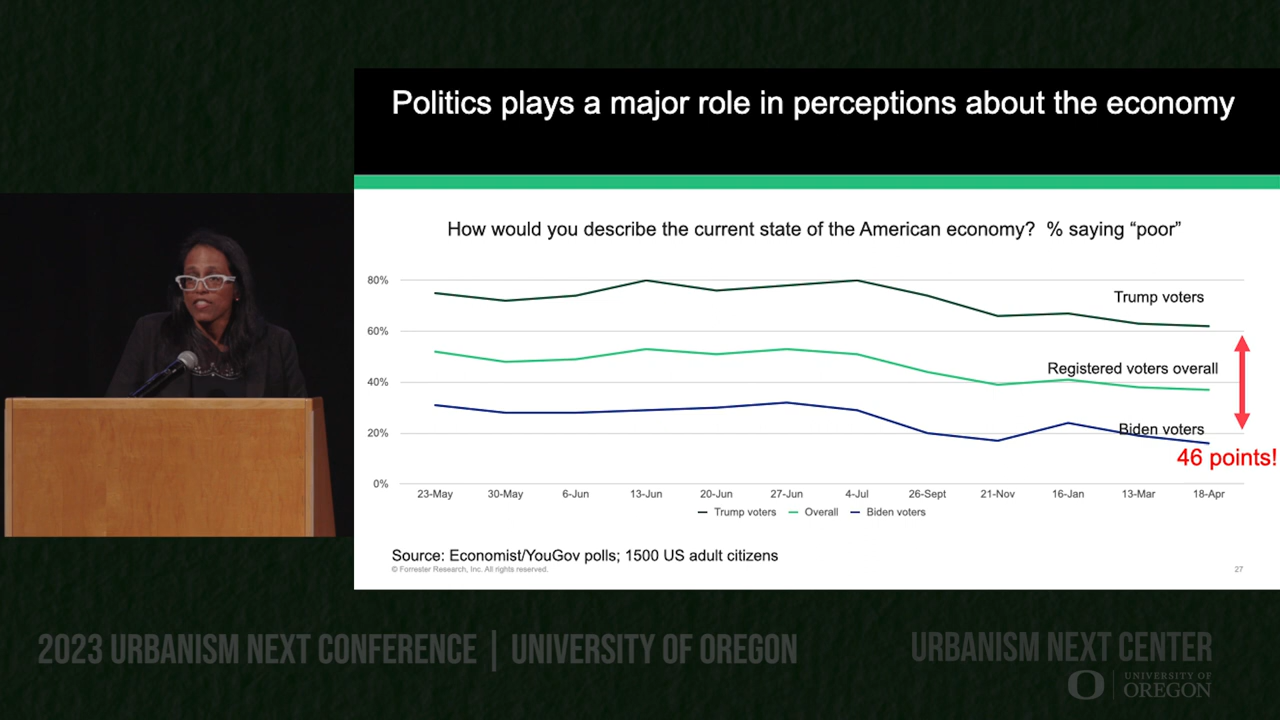 Politics plays a major role in perceptions about the economy
How would you describe the current state of the American economy? % saying “poor”
80%
60%
40%
20%
0%
Trump voters
Registered voters overall
Biden voters
46 points!
23-May 30-May 6-Jun 13-Jun 20-Jun 27-Jun 4-Jul 26-Sept 21-Nov 16-Jan 13-Mar 18-Apr
Trump voters Overall Biden voters
Source: Economist/YouGov polls; 1500 US adult citizens
© Forrester Research, Inc. All rights reserved.
27
2023 URBANISM NEXT CONFERENCE | UNIVERSITY OF OREGON
URBANISM NEXT CENTER
O | UNIVERSITY OF
OREGON